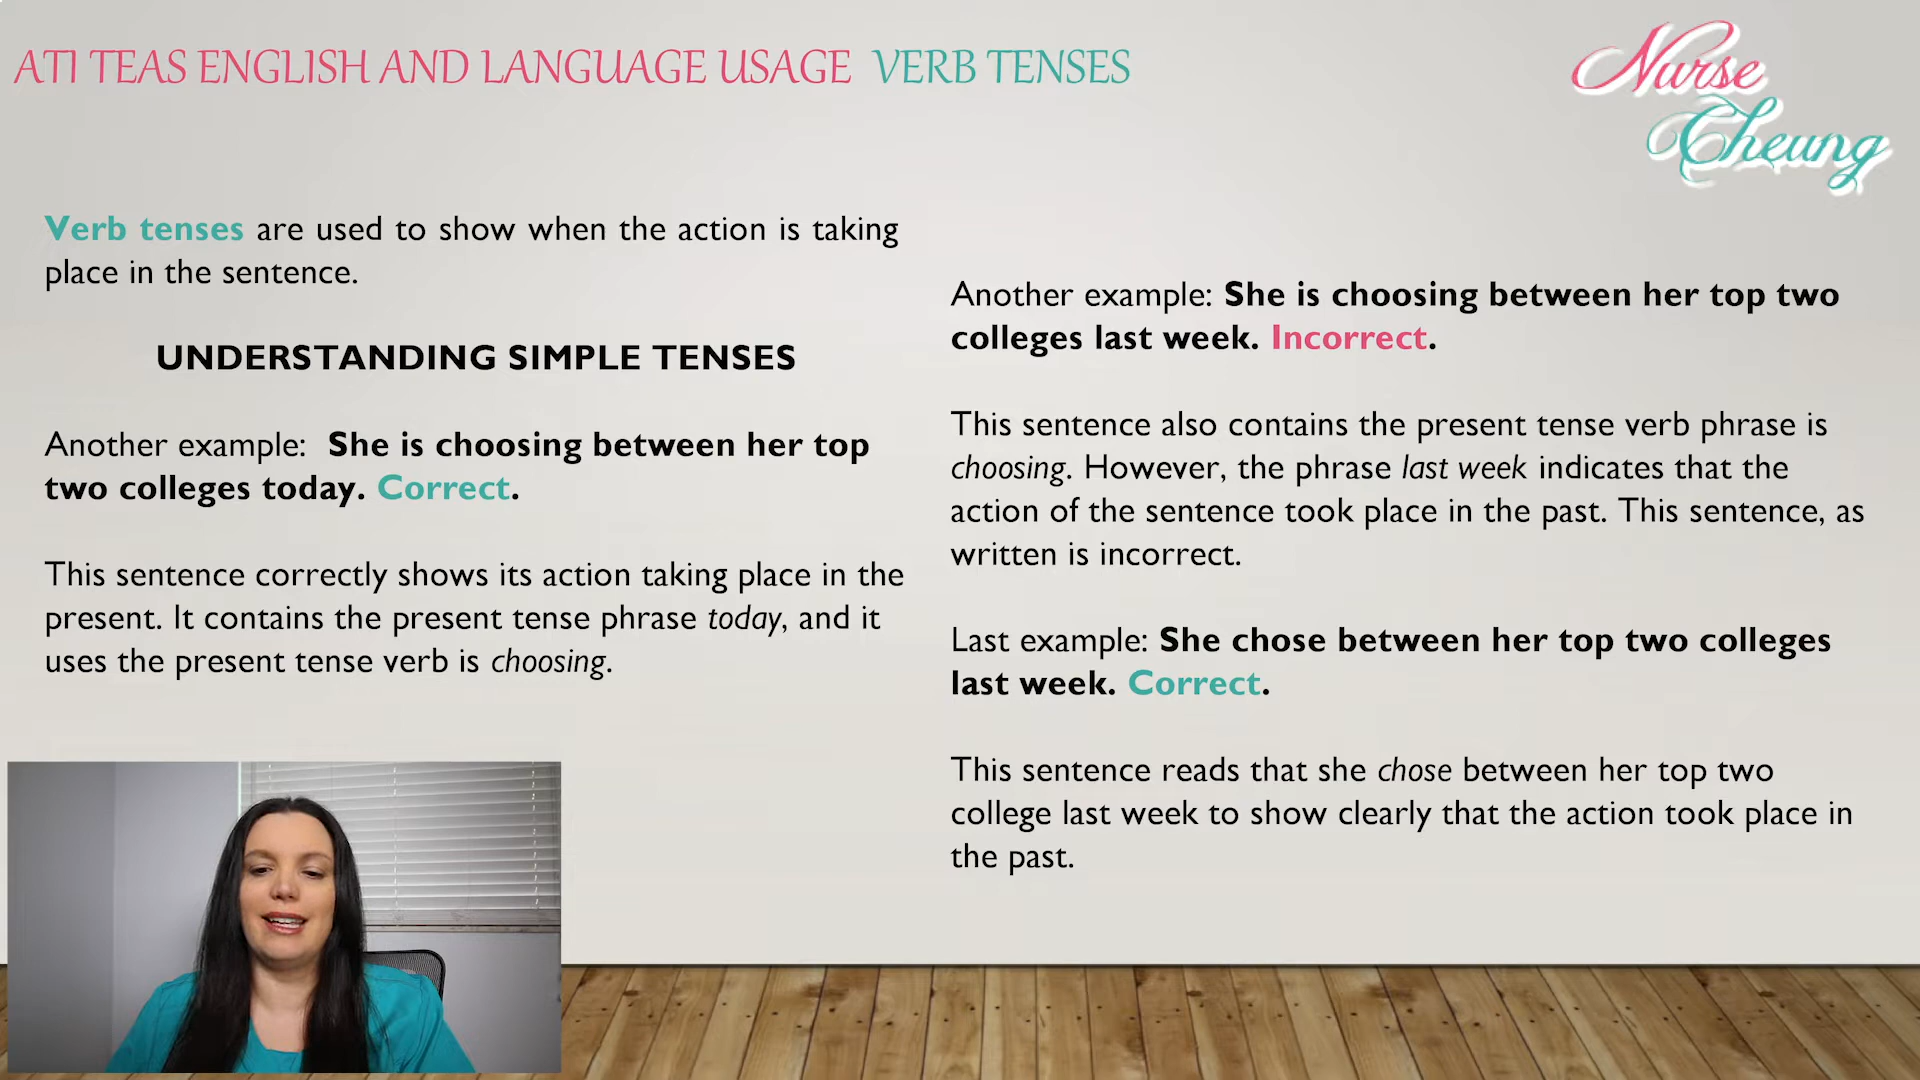 ATI TEAS ENGLISH AND LANGUAGE USAGE VERB TENSES
Nurse
Cheung
Verb tenses are used to show when the action is taking
place in the sentence.
UNDERSTANDING SIMPLE TENSES
Another example: She is choosing between her top
two colleges today. Correct.
This sentence correctly shows its action taking place in the
present. It contains the present tense phrase today, and it
uses the present tense verb is choosing.
Another example: She is choosing between her top two
colleges last week. Incorrect.
This sentence also contains the present tense verb phrase is
choosing. However, the phrase last week indicates that the
action of the sentence took place in the past. This sentence, as
written is incorrect.
Last example: She chose between her top two colleges
last week. Correct.
This sentence reads that she chose between her top two
college last week to show clearly that the action took place in
the past.